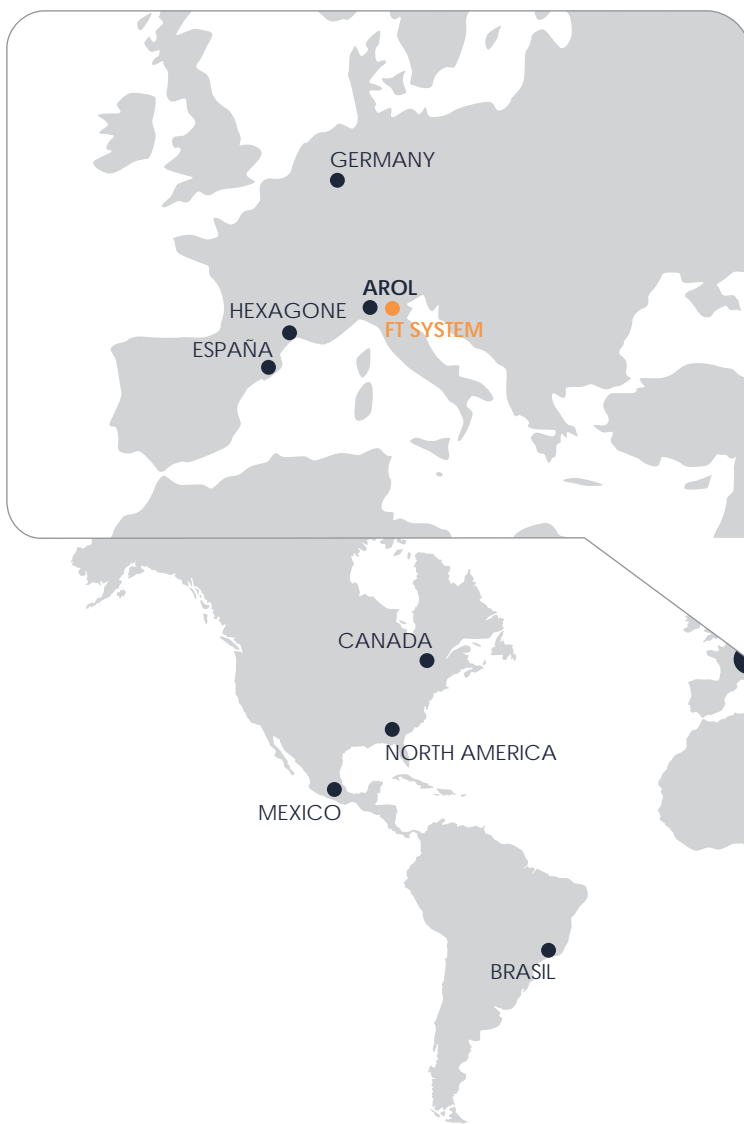 GERMANY
AROL
FT SYSTEM
HEXAGONE
ESPAÑA
CANADA
NORTH AMERICA
MEXICO
BRASIL